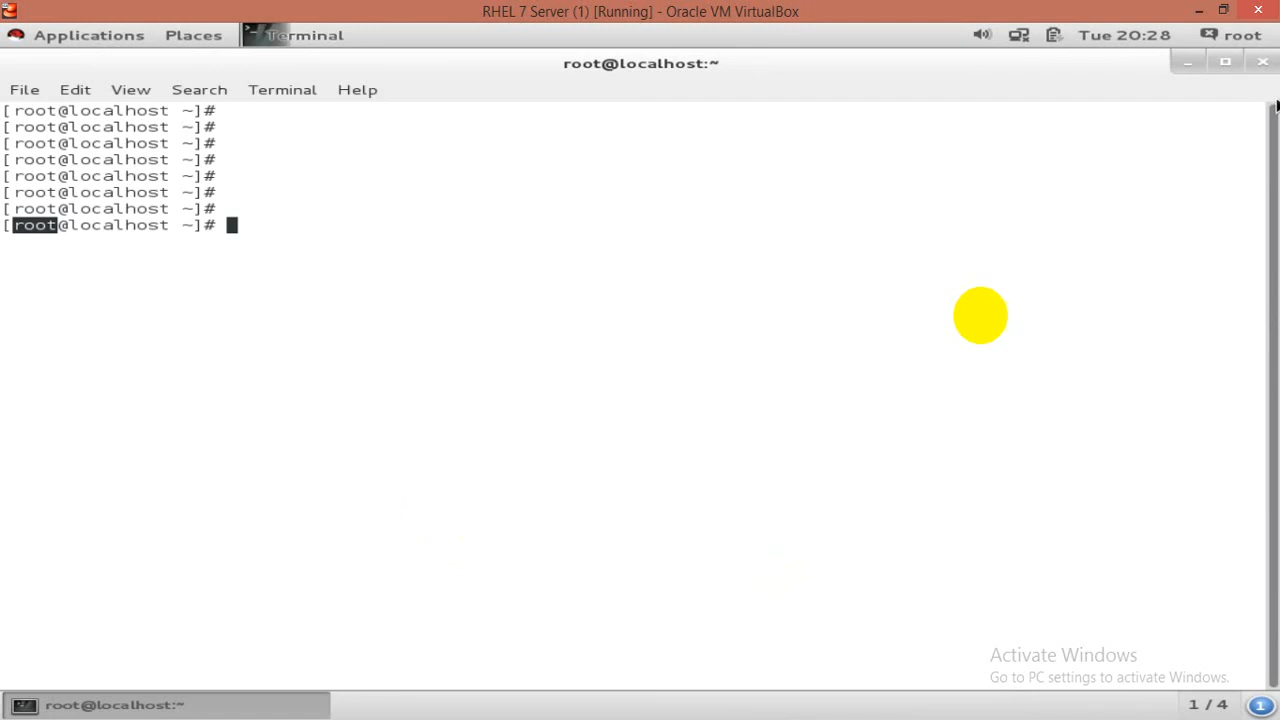 RHEL 7 Server (1) [Running] - Oracle VM VirtualBox
Applications Places Terminal Tue 20:28 root
root@localhost:~
File Edit View Search Terminal Help
[root@localhost ~]#
[root@localhost ~]#
[root@localhost ~]#
[root@localhost ~]#
[root@localhost ~]#
[root@localhost ~]#
[root@localhost ~]#
[root@localhost ~]#
Activate Windows
Go to PC settings to activate Windows.
root@localhost:~ 1 / 4 1